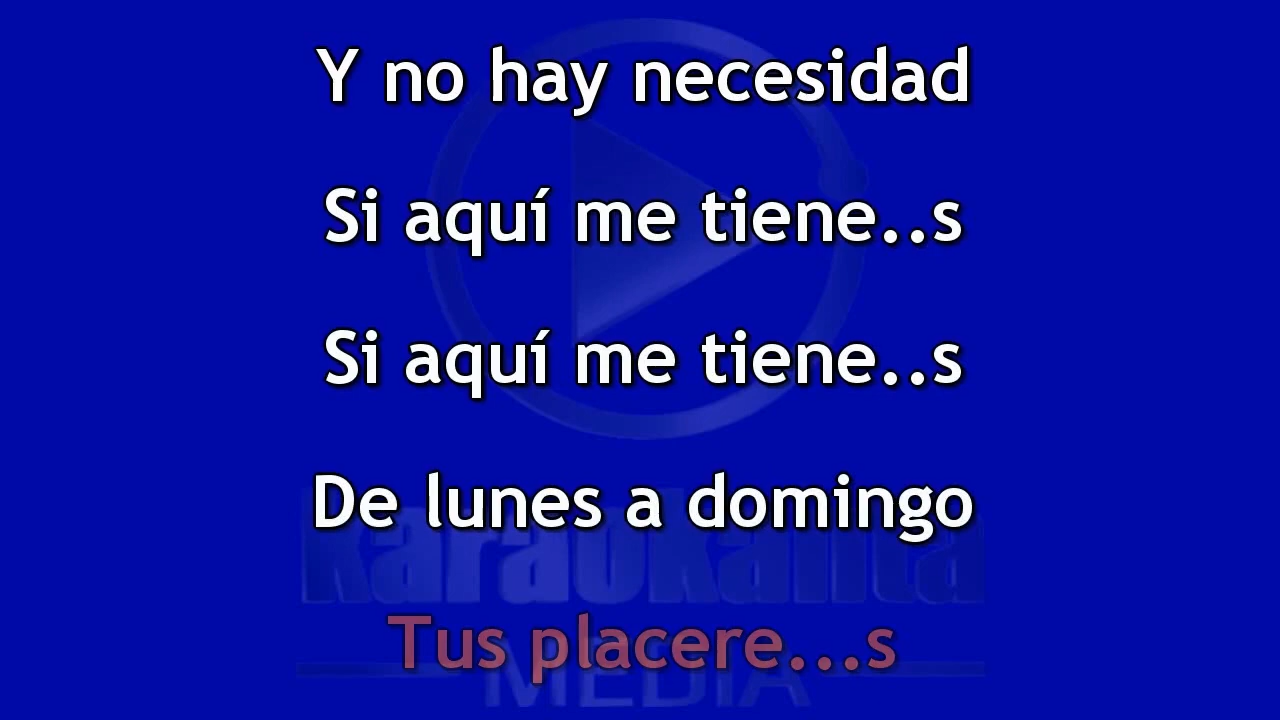 Y no hay necesidad
Si aquí me tiene..s
Si aquí me tiene..s
De lunes a domingo
karaokanta
Tus placere...s
MEDIA